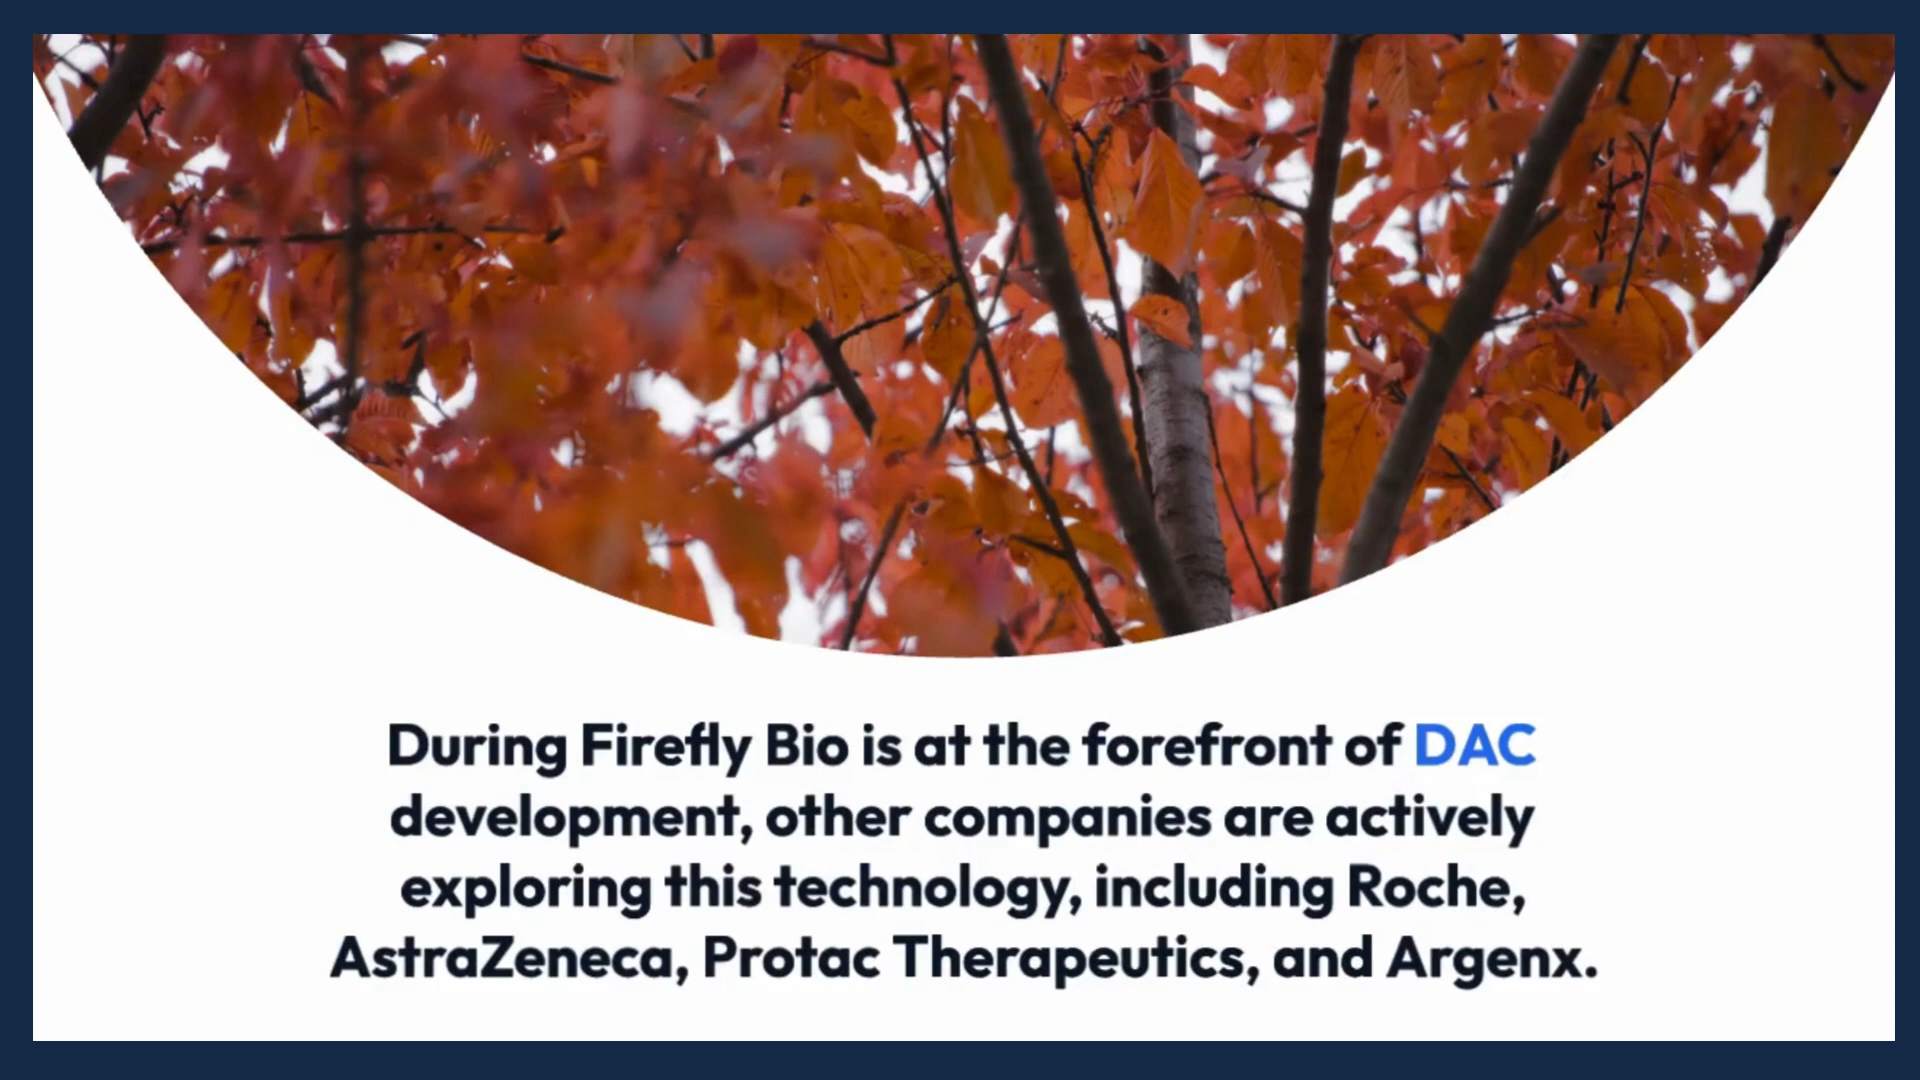 During Firefly Bio is at the forefront of DAC
development, other companies are actively
exploring this technology, including Roche,
AstraZeneca, Protac Therapeutics, and Argenx.